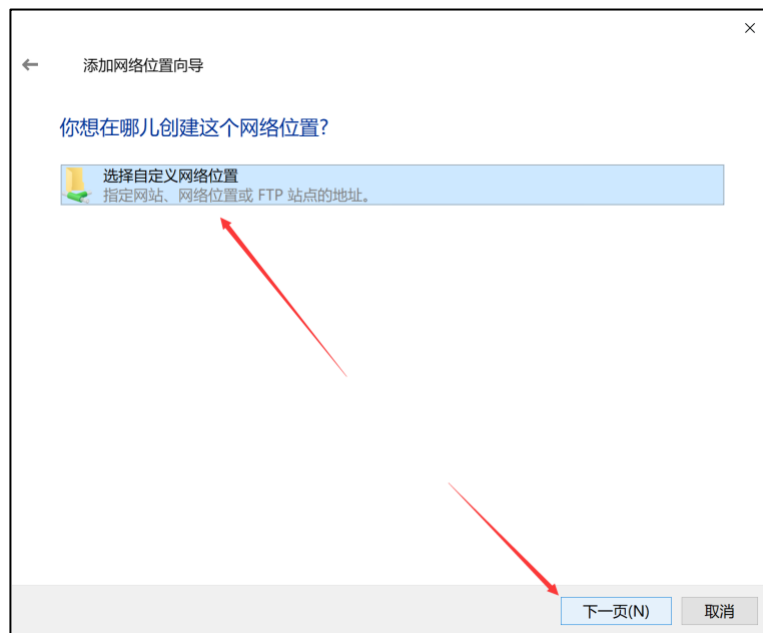 添加网络位置向导
你想在哪儿创建这个网络位置?
选择自定义网络位置
指定网站、网络位置或 FTP 站点的地址。
下一页(N)
取消